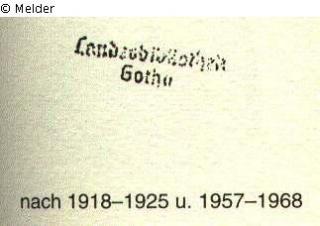 © Melder
Landesbibliothek
Gotha
nach 1918–1925 u. 1957–1968